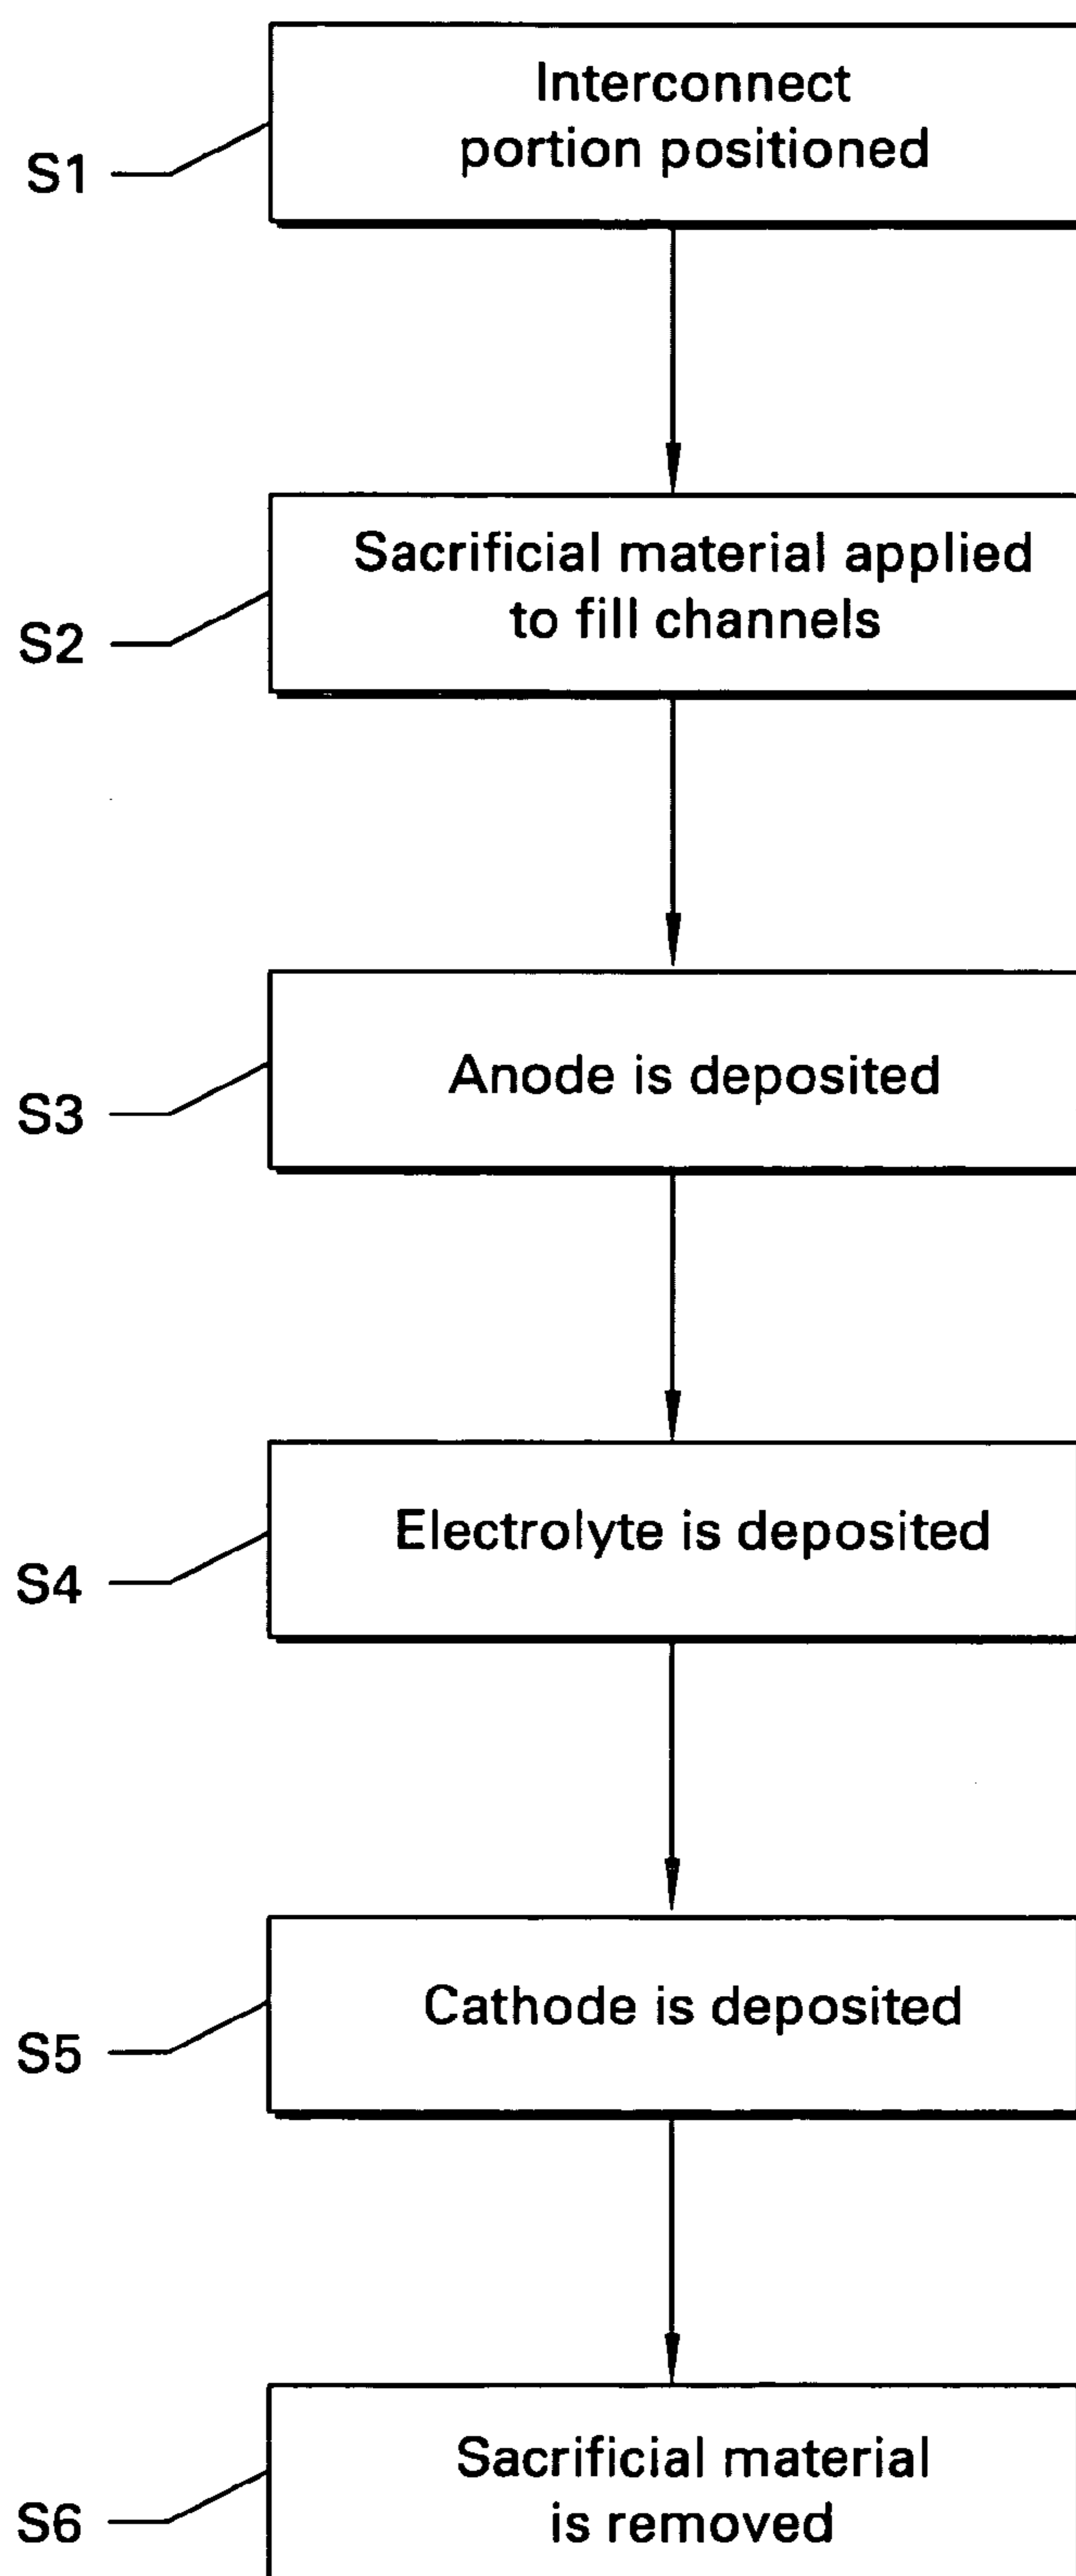 Interconnect
portion positioned
S1
Sacrificial material applied
to fill channels
S2
Anode is deposited
S3
Electrolyte is deposited
S4
Cathode is deposited
S5
Sacrificial material
is removed
S6